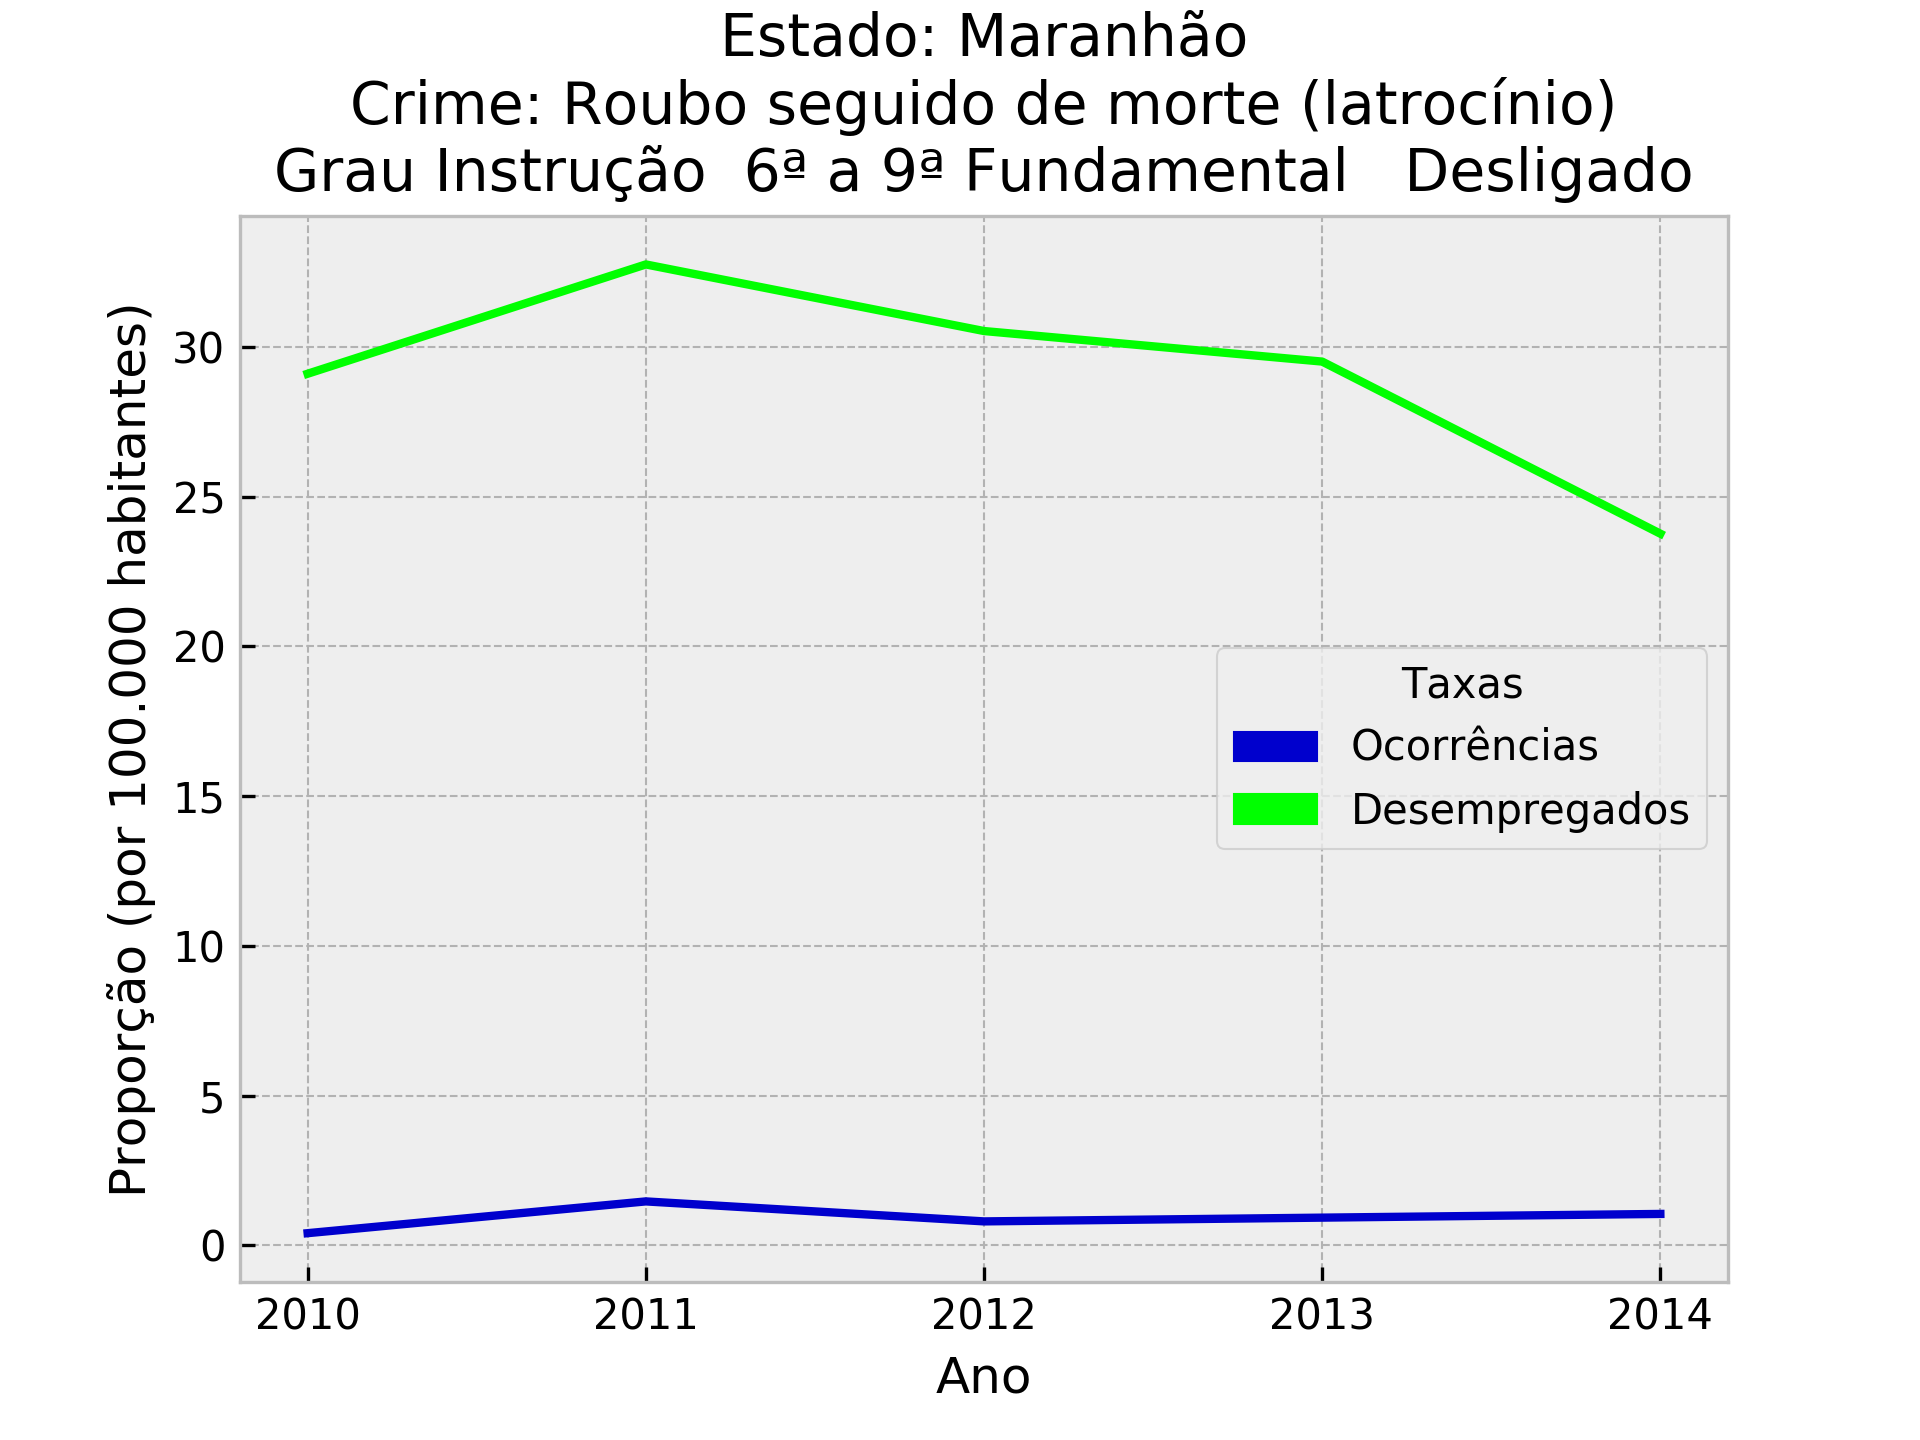 Estado: Maranhão
Crime: Roubo seguido de morte (latrocínio)
Grau Instrução  6ª a 9ª Fundamental   Desligado
Proporção (por 100.000 habitantes)
30
25
20
15
10
5
0
Taxas
Ocorrências
Desempregados
2010 2011 2012 2013 2014
Ano